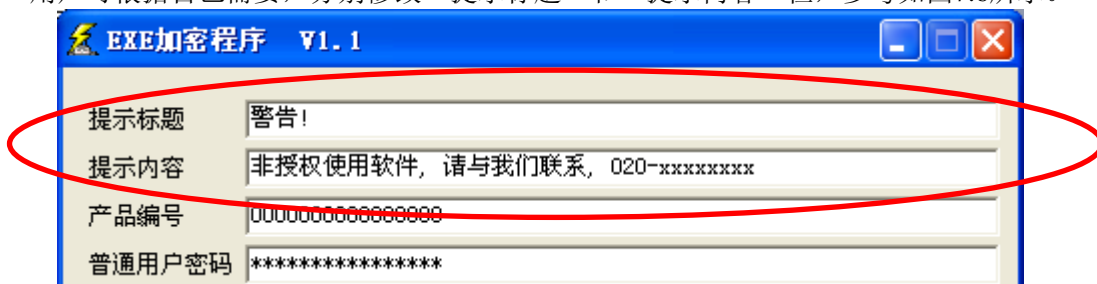 EXE加密程序 V1.1
提示标题 警告!
提示内容 非授权使用软件, 请与我们联系, 020-xxxxxxxx
产品编号 0000000000000000
普通用户密码 ****************